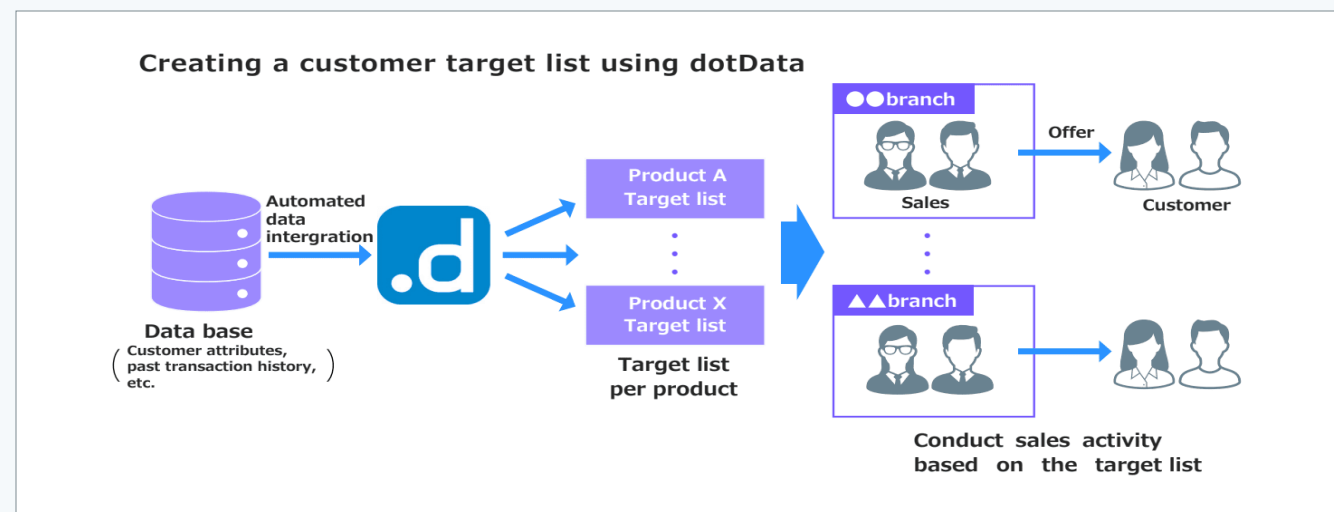 Creating a customer target list using dotData
Automated
data
intergration
.d
Data base
( Customer attributes,
past transaction history,
etc. )
Product A
Target list
Product X
Target list
Target list
per product
●●branch
Sales
Offer
Customer
▲▲branch
Conduct sales activity
based on the target list